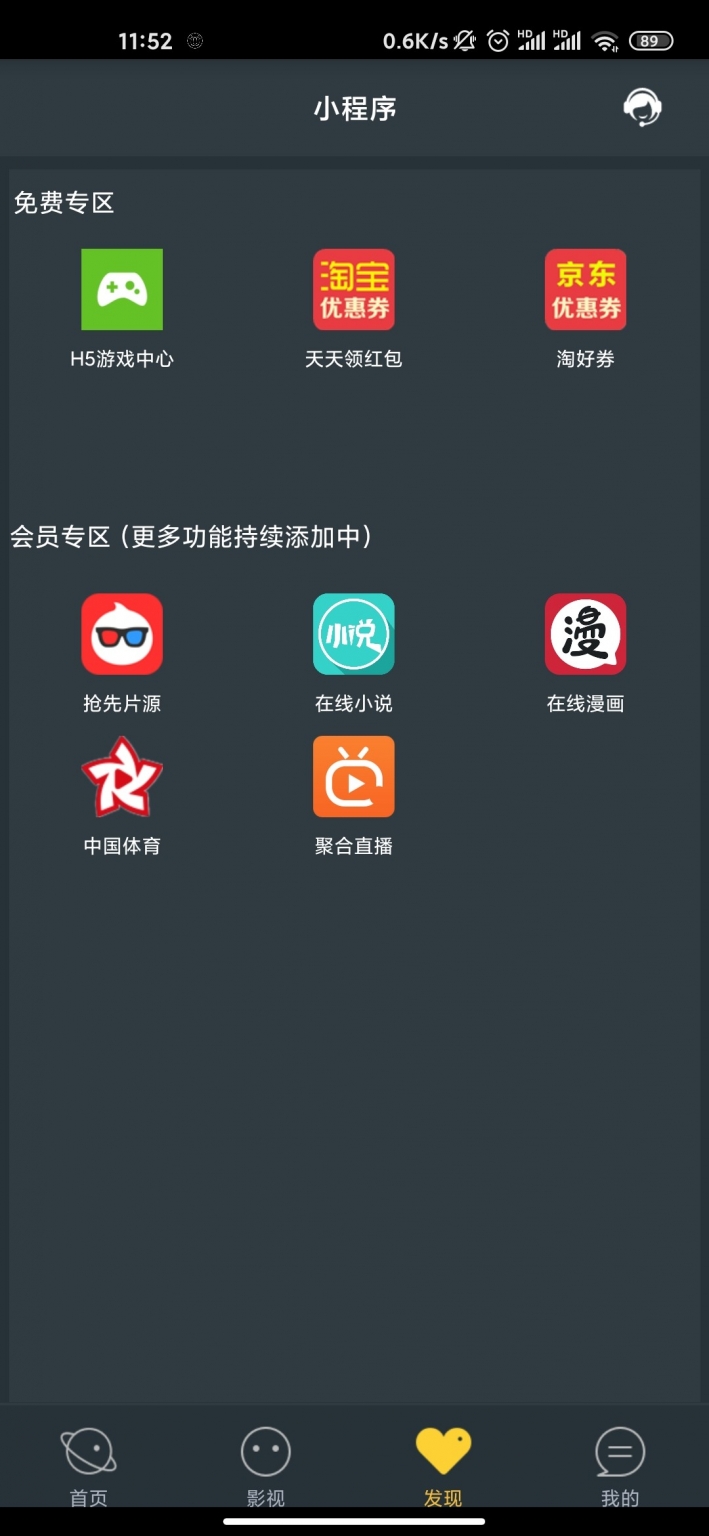 11:52 0.6K/s HD HD 89
小程序
免费专区
淘宝 京东
优惠券 优惠券
H5游戏中心 天天领红包 淘好券
会员专区 (更多功能持续添加中)
小说 漫
抢先片源 在线小说 在线漫画
中国体育 聚合直播
首页 影视 发现 我的